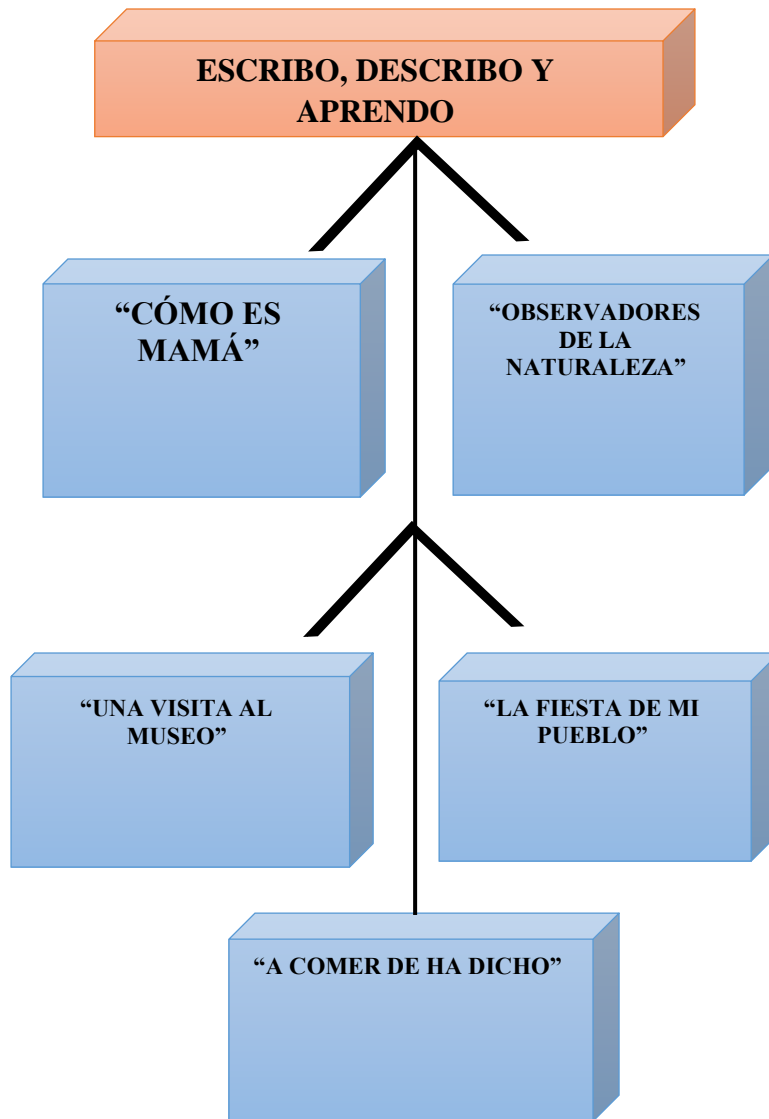 ESCRIBO, DESCRIBO Y
APRENDO
“CÓMO ES
MAMÁ”
“OBSERVADORES
DE LA
NATURALEZA”
“UNA VISITA AL
MUSEO”
“LA FIESTA DE MI
PUEBLO”
“A COMER DE HA DICHO”